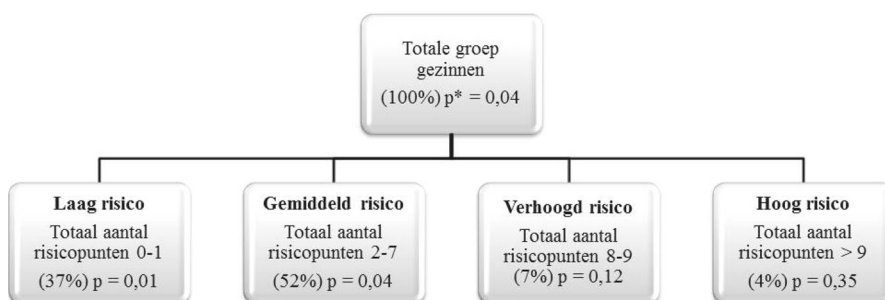 Totale groep
gezinnen
(100%) p* = 0,04
Laag risico
Totaal aantal
risicopunten 0-1
(37%) p = 0,01
Gemiddeld risico
Totaal aantal
risicopunten 2-7
(52%) p = 0,04
Verhoogd risico
Totaal aantal
risicopunten 8-9
(7%) p = 0,12
Hoog risico
Totaal aantal
risicopunten > 9
(4%) p = 0,35